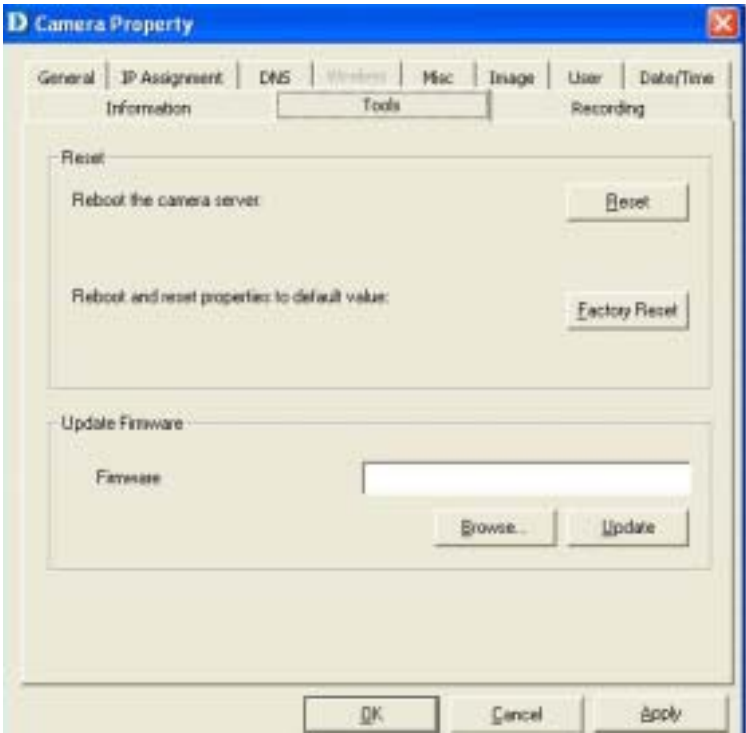 D Camera Property
General IP Assignment DNS Wireless Misc Image User Date/Time
Information Tools Recording
Reset
Reboot the camera server
Reset
Reboot and reset properties to default value:
Factory Reset
Update Firmware
Firmware
Browse... Update
OK Cancel Apply